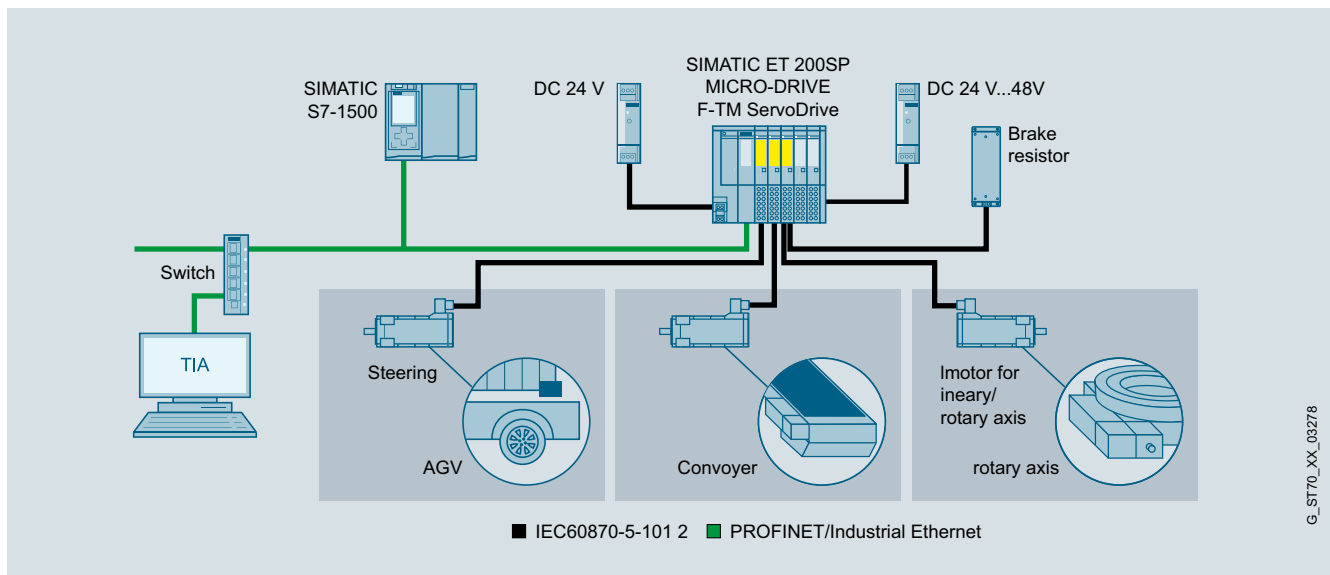 SIMATIC
S7-1500
DC 24 V
SIMATIC ET 200SP
MICRO-DRIVE
F-TM ServoDrive
DC 24 V...48V
Brake
resistor
Switch
TIA
Steering
AGV
Convoyer
lmotor for
ineary/
rotary axis
rotary axis
IEC60870-5-101 2
PROFINET/Industrial Ethernet
G_ST70_XX_03278